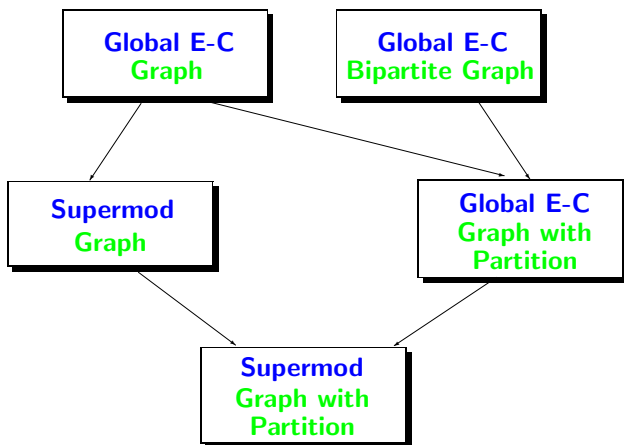 Global E-C
Graph
Global E-C
Bipartite Graph
Supermod
Graph
Global E-C
Graph with
Partition
Supermod
Graph with
Partition